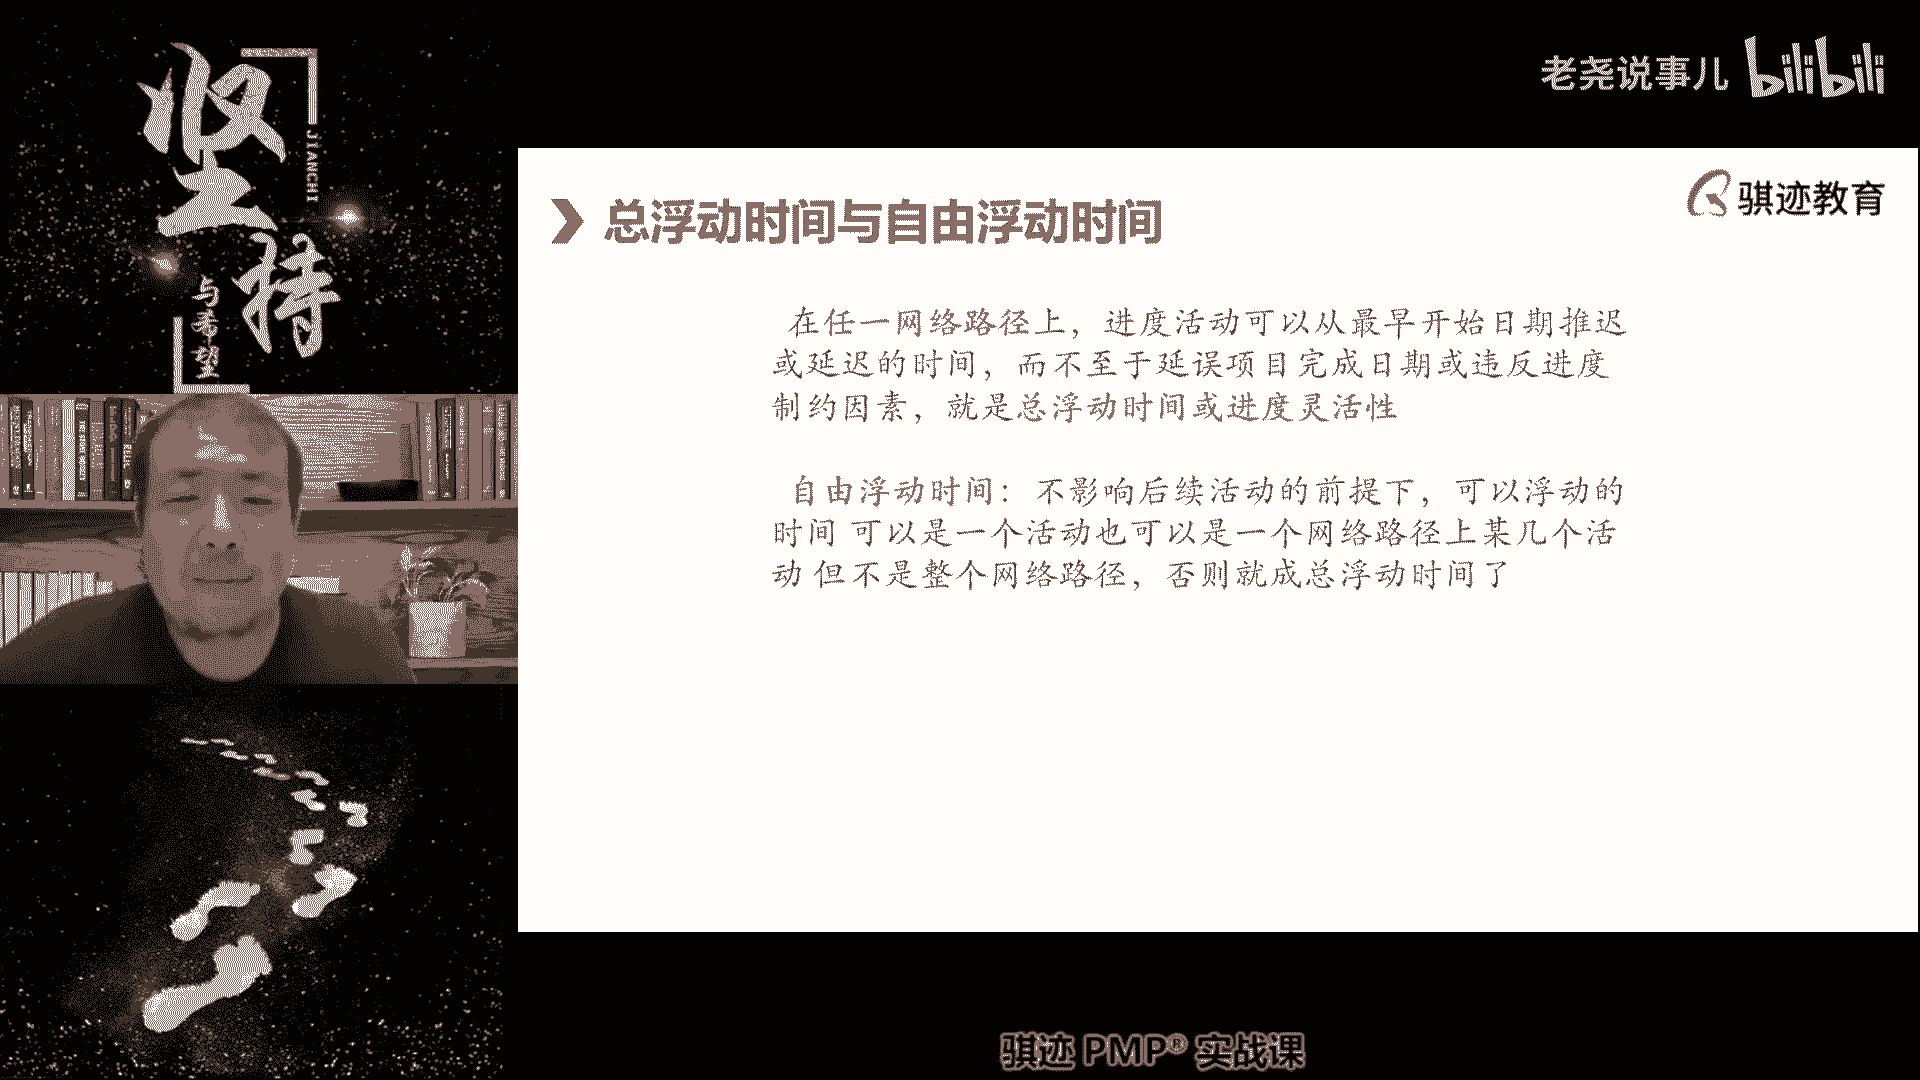 坚持
JIANCHI
与希望
老尧说事儿 bilibili
骐迹教育
总浮动时间与自由浮动时间
在任一网络路径上，进度活动可以从最早开始日期推迟
或延迟的时间，而不至于延误项目完成日期或违反进度
制约因素，就是总浮动时间或进度灵活性
自由浮动时间：不影响后续活动的前提下，可以浮动的
时间 可以是一个活动也可以是一个网络路径上某几个活
动 但不是整个网络路径，否则就成总浮动时间了
骐迹 PMP® 实战课